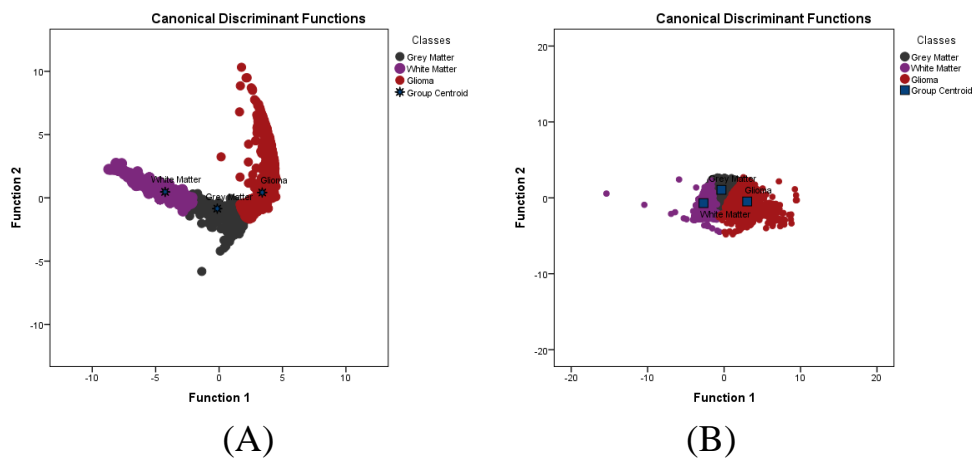 Canonical Discriminant Functions
Classes
Grey Matter
White Matter
Glioma
Group Centroid
Function 2
10
5
0
-5
-10
White Matter
Grey Matter
Glioma
-10
-5
0
5
10
Function 1
(A)
Canonical Discriminant Functions
Classes
Grey Matter
White Matter
Glioma
Group Centroid
Function 2
20
10
0
-10
-20
Grey Matter
Glioma
White Matter
-20
-10
0
10
20
Function 1
(B)